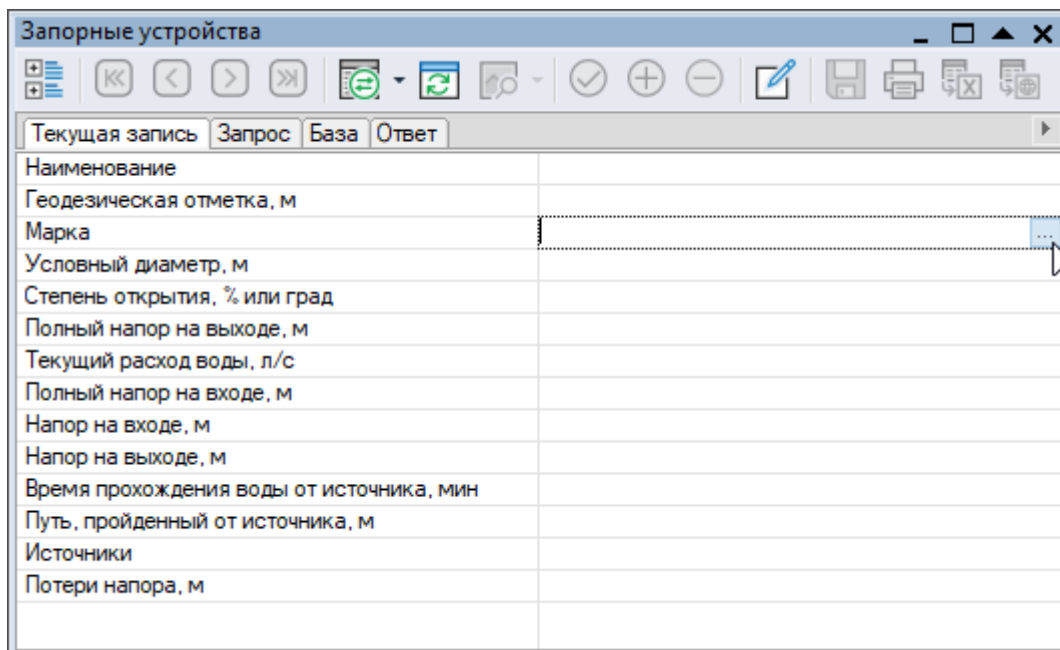 Запорные устройства
Текущая запись Запрос База Ответ
Наименование
Геодезическая отметка, м
Марка ...
Условный диаметр, м
Степень открытия, % или град
Полный напор на выходе, м
Текущий расход воды, л/с
Полный напор на входе, м
Напор на входе, м
Напор на выходе, м
Время прохождения воды от источника, мин
Путь, пройденный от источника, м
Источники
Потери напора, м